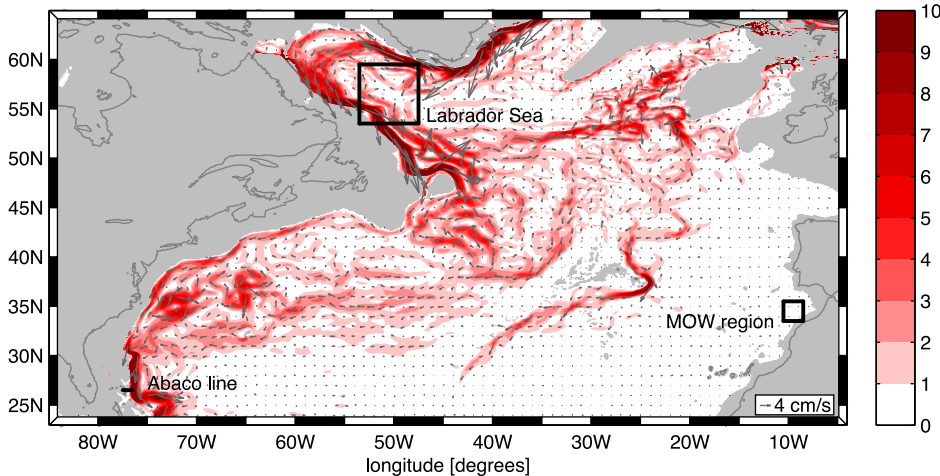 60N
55N
50N
45N
40N
35N
30N
25N
Labrador Sea
MOW region
Abaco line
4 cm/s
80W 70W 60W 50W 40W 30W 20W 10W
longitude [degrees]
10
9
8
7
6
5
4
3
2
1
0